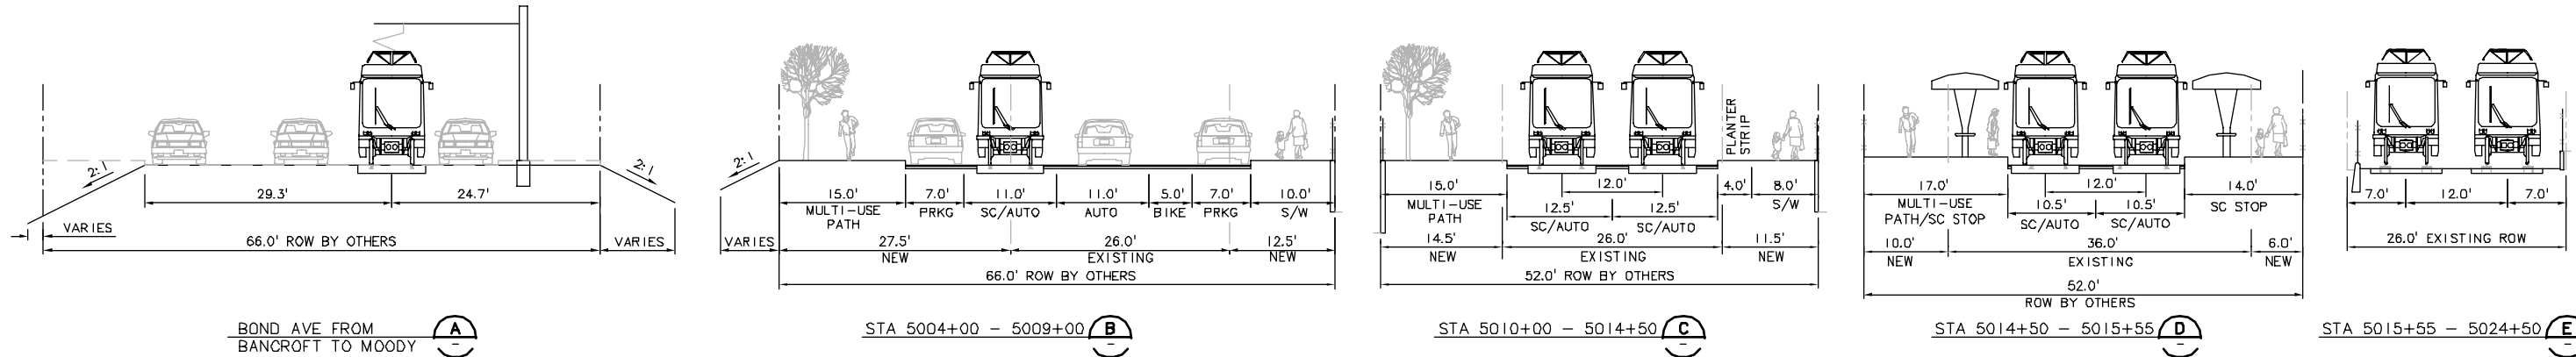 2:1
2:1
29.3' 24.7'
VARIES
66.0' ROW BY OTHERS
VARIES
BOND AVE FROM
BANCROFT TO MOODY
A
-
2:1
15.0' 7.0' 11.0' 11.0' 5.0' 7.0' 10.0'
MULTI-USE PRKG SC/AUTO AUTO BIKE PRKG S/W
PATH
VARIES 27.5' 26.0' 12.5'
NEW EXISTING NEW
66.0' ROW BY OTHERS
STA 5004+00 - 5009+00
B
-
PLANTER
STRIP
15.0' 12.0' 4.0' 8.0'
MULTI-USE S/W
PATH
12.5' 12.5'
SC/AUTO SC/AUTO
14.5' 26.0' 11.5'
NEW EXISTING NEW
52.0' ROW BY OTHERS
STA 5010+00 - 5014+50
C
-
17.0' 12.0' 14.0'
MULTI-USE SC STOP
PATH/SC STOP
10.5' 10.5'
SC/AUTO SC/AUTO
10.0' 36.0' 6.0'
NEW EXISTING NEW
52.0'
ROW BY OTHERS
STA 5014+50 - 5015+55
D
-
7.0' 12.0' 7.0'
26.0' EXISTING ROW
STA 5015+55 - 5024+50
E
-